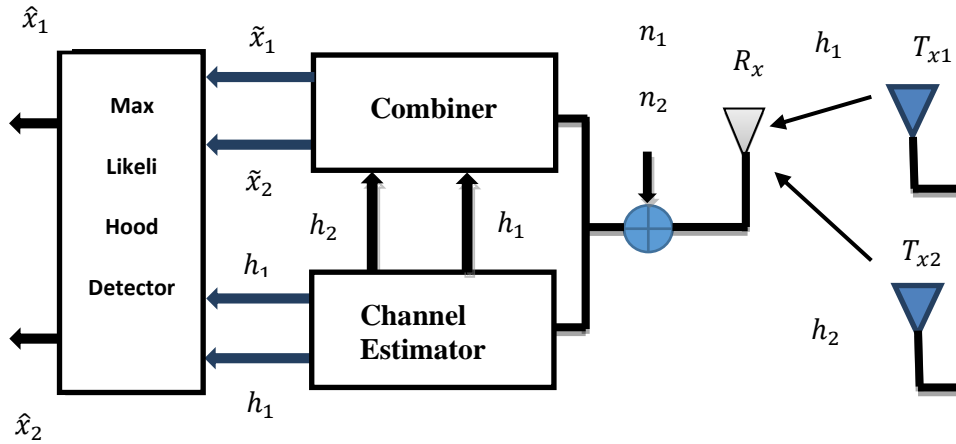 x̂₁
Max
Likeli
Hood
Detector
x̂₂
x̃₁
x̃₂
h₁
h₁
Combiner
h₂
h₁
Channel
Estimator
n₁
n₂
Rₓ
h₁
Tₓ₁
Tₓ₂
h₂